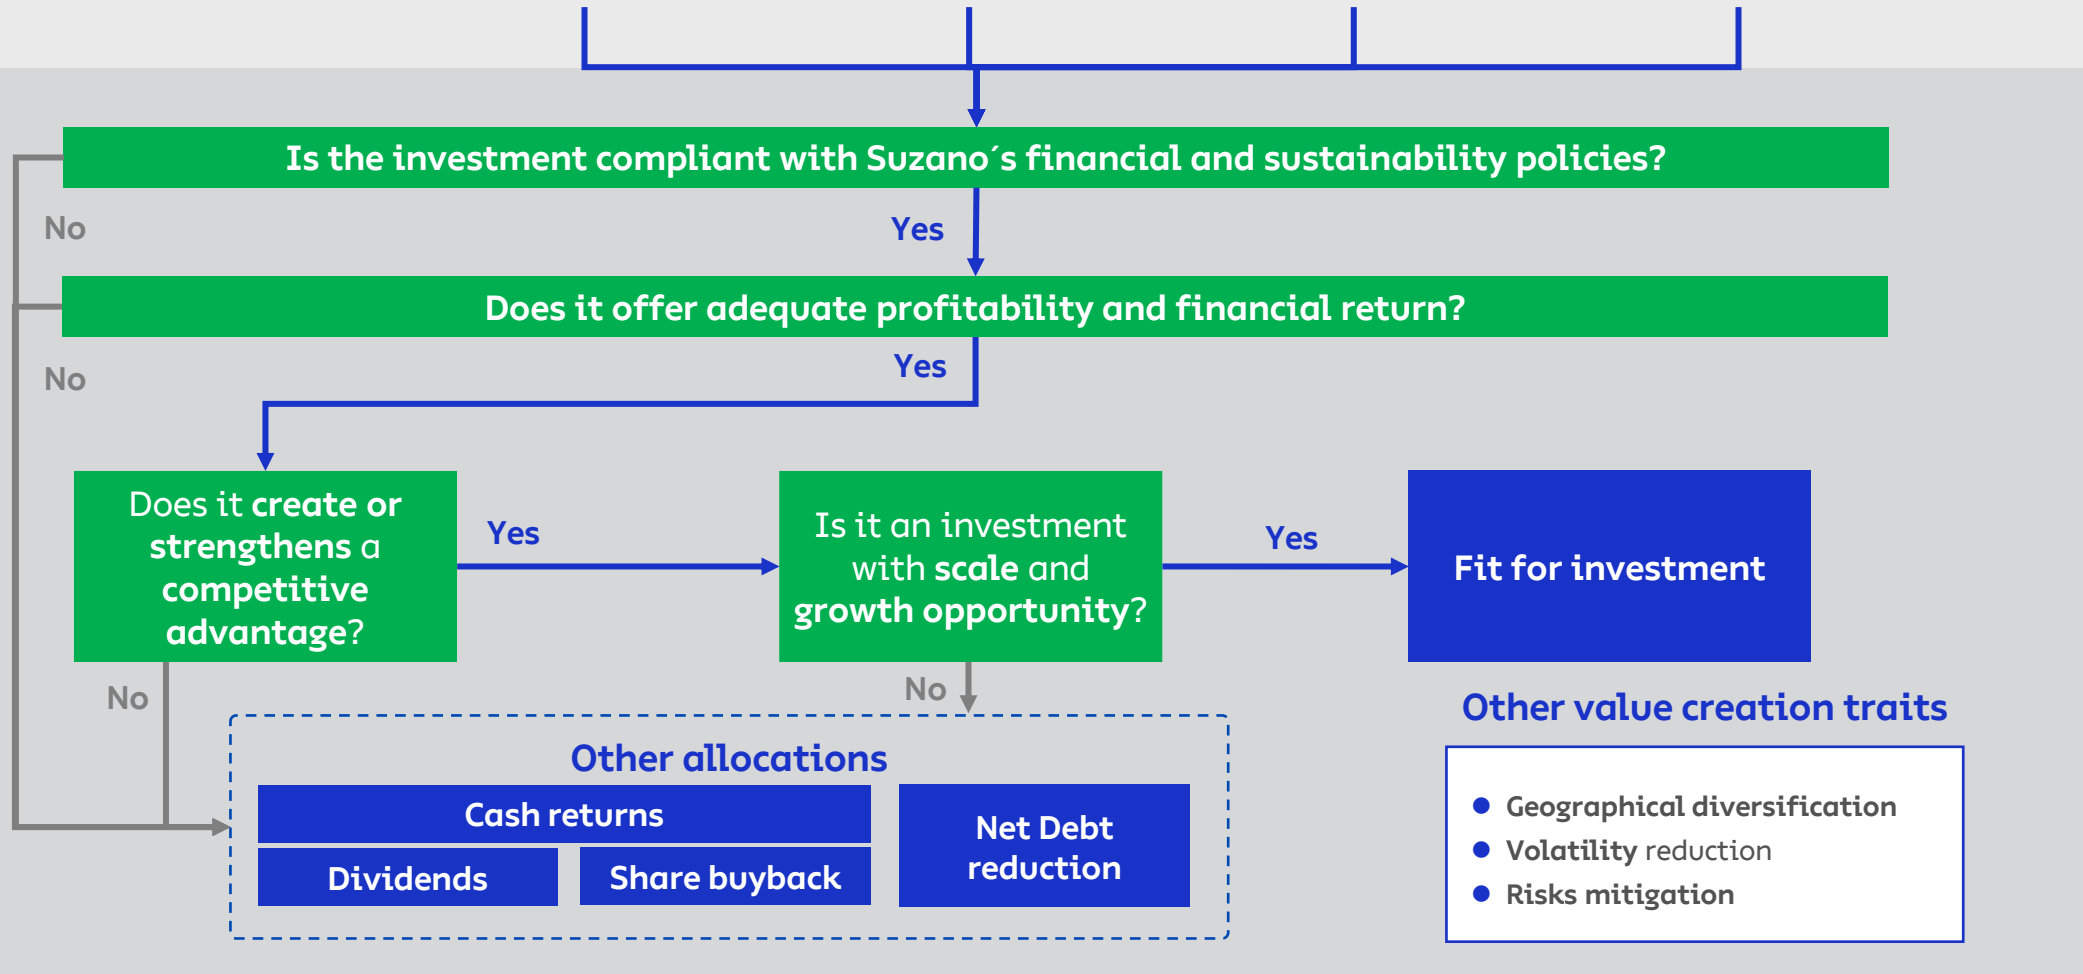 Is the investment compliant with Suzano´s financial and sustainability policies?
No
Yes
Does it offer adequate profitability and financial return?
No
Yes
Does it create or
strengthens a
competitive
advantage?
Yes
Is it an investment
with scale and
growth opportunity?
Yes
Fit for investment
No
No
Other allocations
Cash returns
Dividends
Share buyback
Net Debt
reduction
Other value creation traits
Geographical diversification
Volatility reduction
Risks mitigation